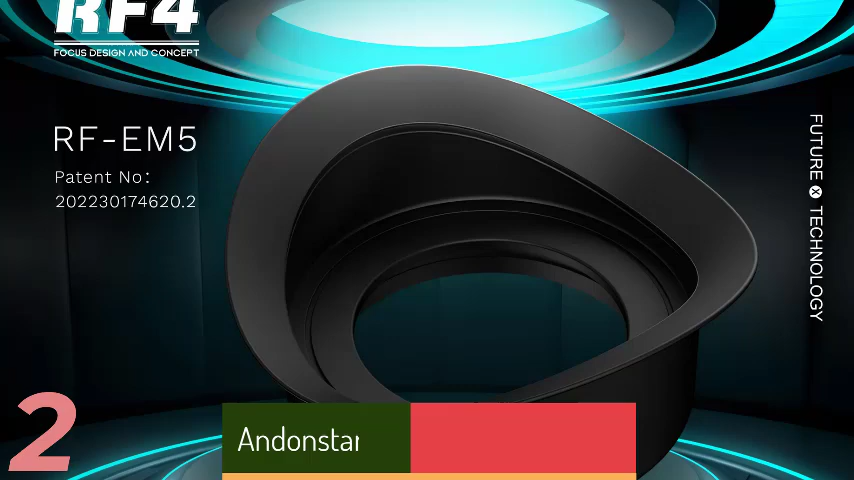 RF4
FOCUS DESIGN AND CONCEPT
RF-EM5
Patent No:
202230174620.2
FUTURE X TECHNOLOGY
2
Andonstar